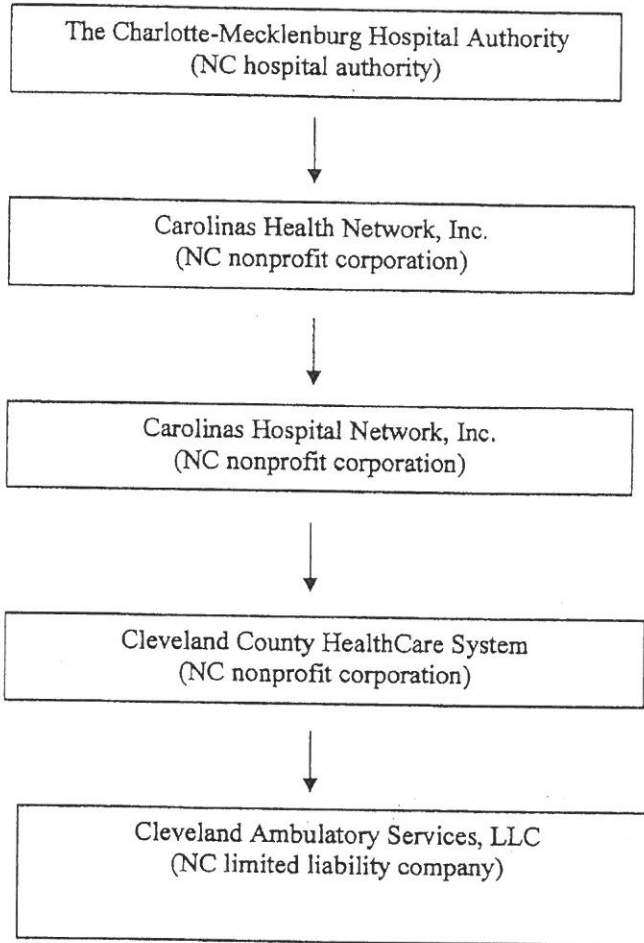 The Charlotte-Mecklenburg Hospital Authority
(NC hospital authority)
Carolinas Health Network, Inc.
(NC nonprofit corporation)
Carolinas Hospital Network, Inc.
(NC nonprofit corporation)
Cleveland County HealthCare System
(NC nonprofit corporation)
Cleveland Ambulatory Services, LLC
(NC limited liability company)